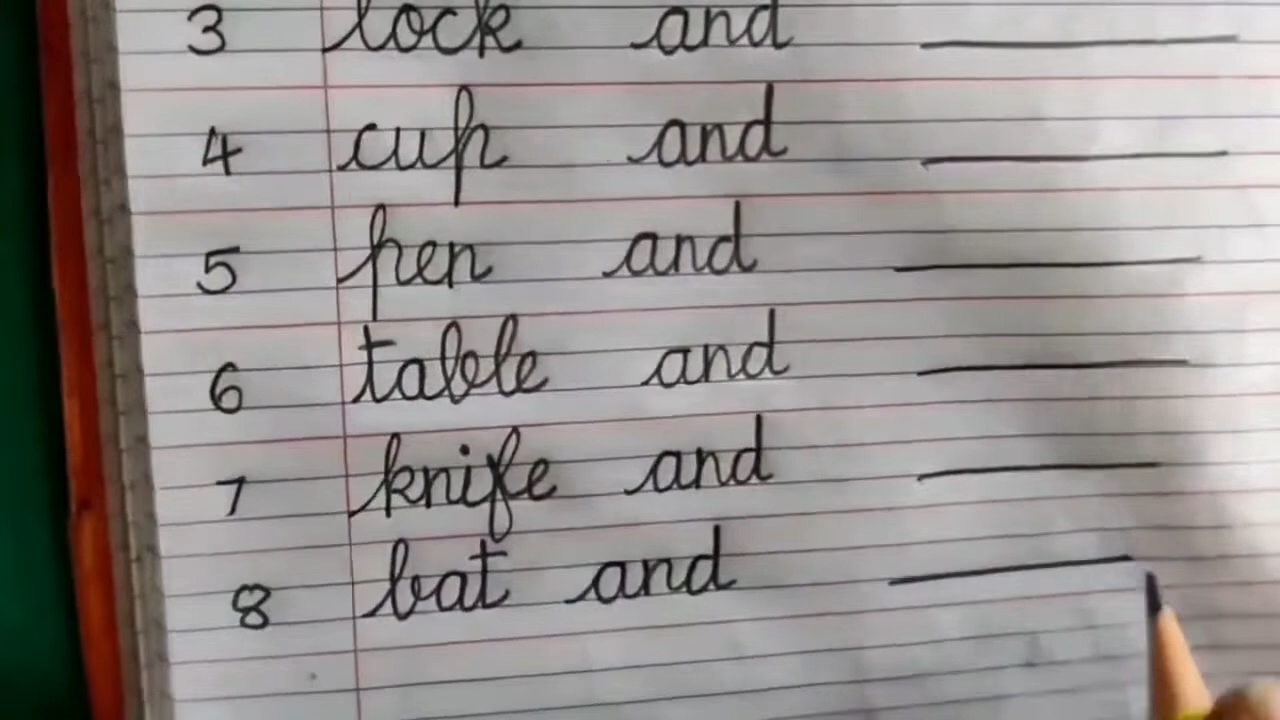 3 lock and
4 cup and
5 pen and
6 table and
7 knife and
8 bat and